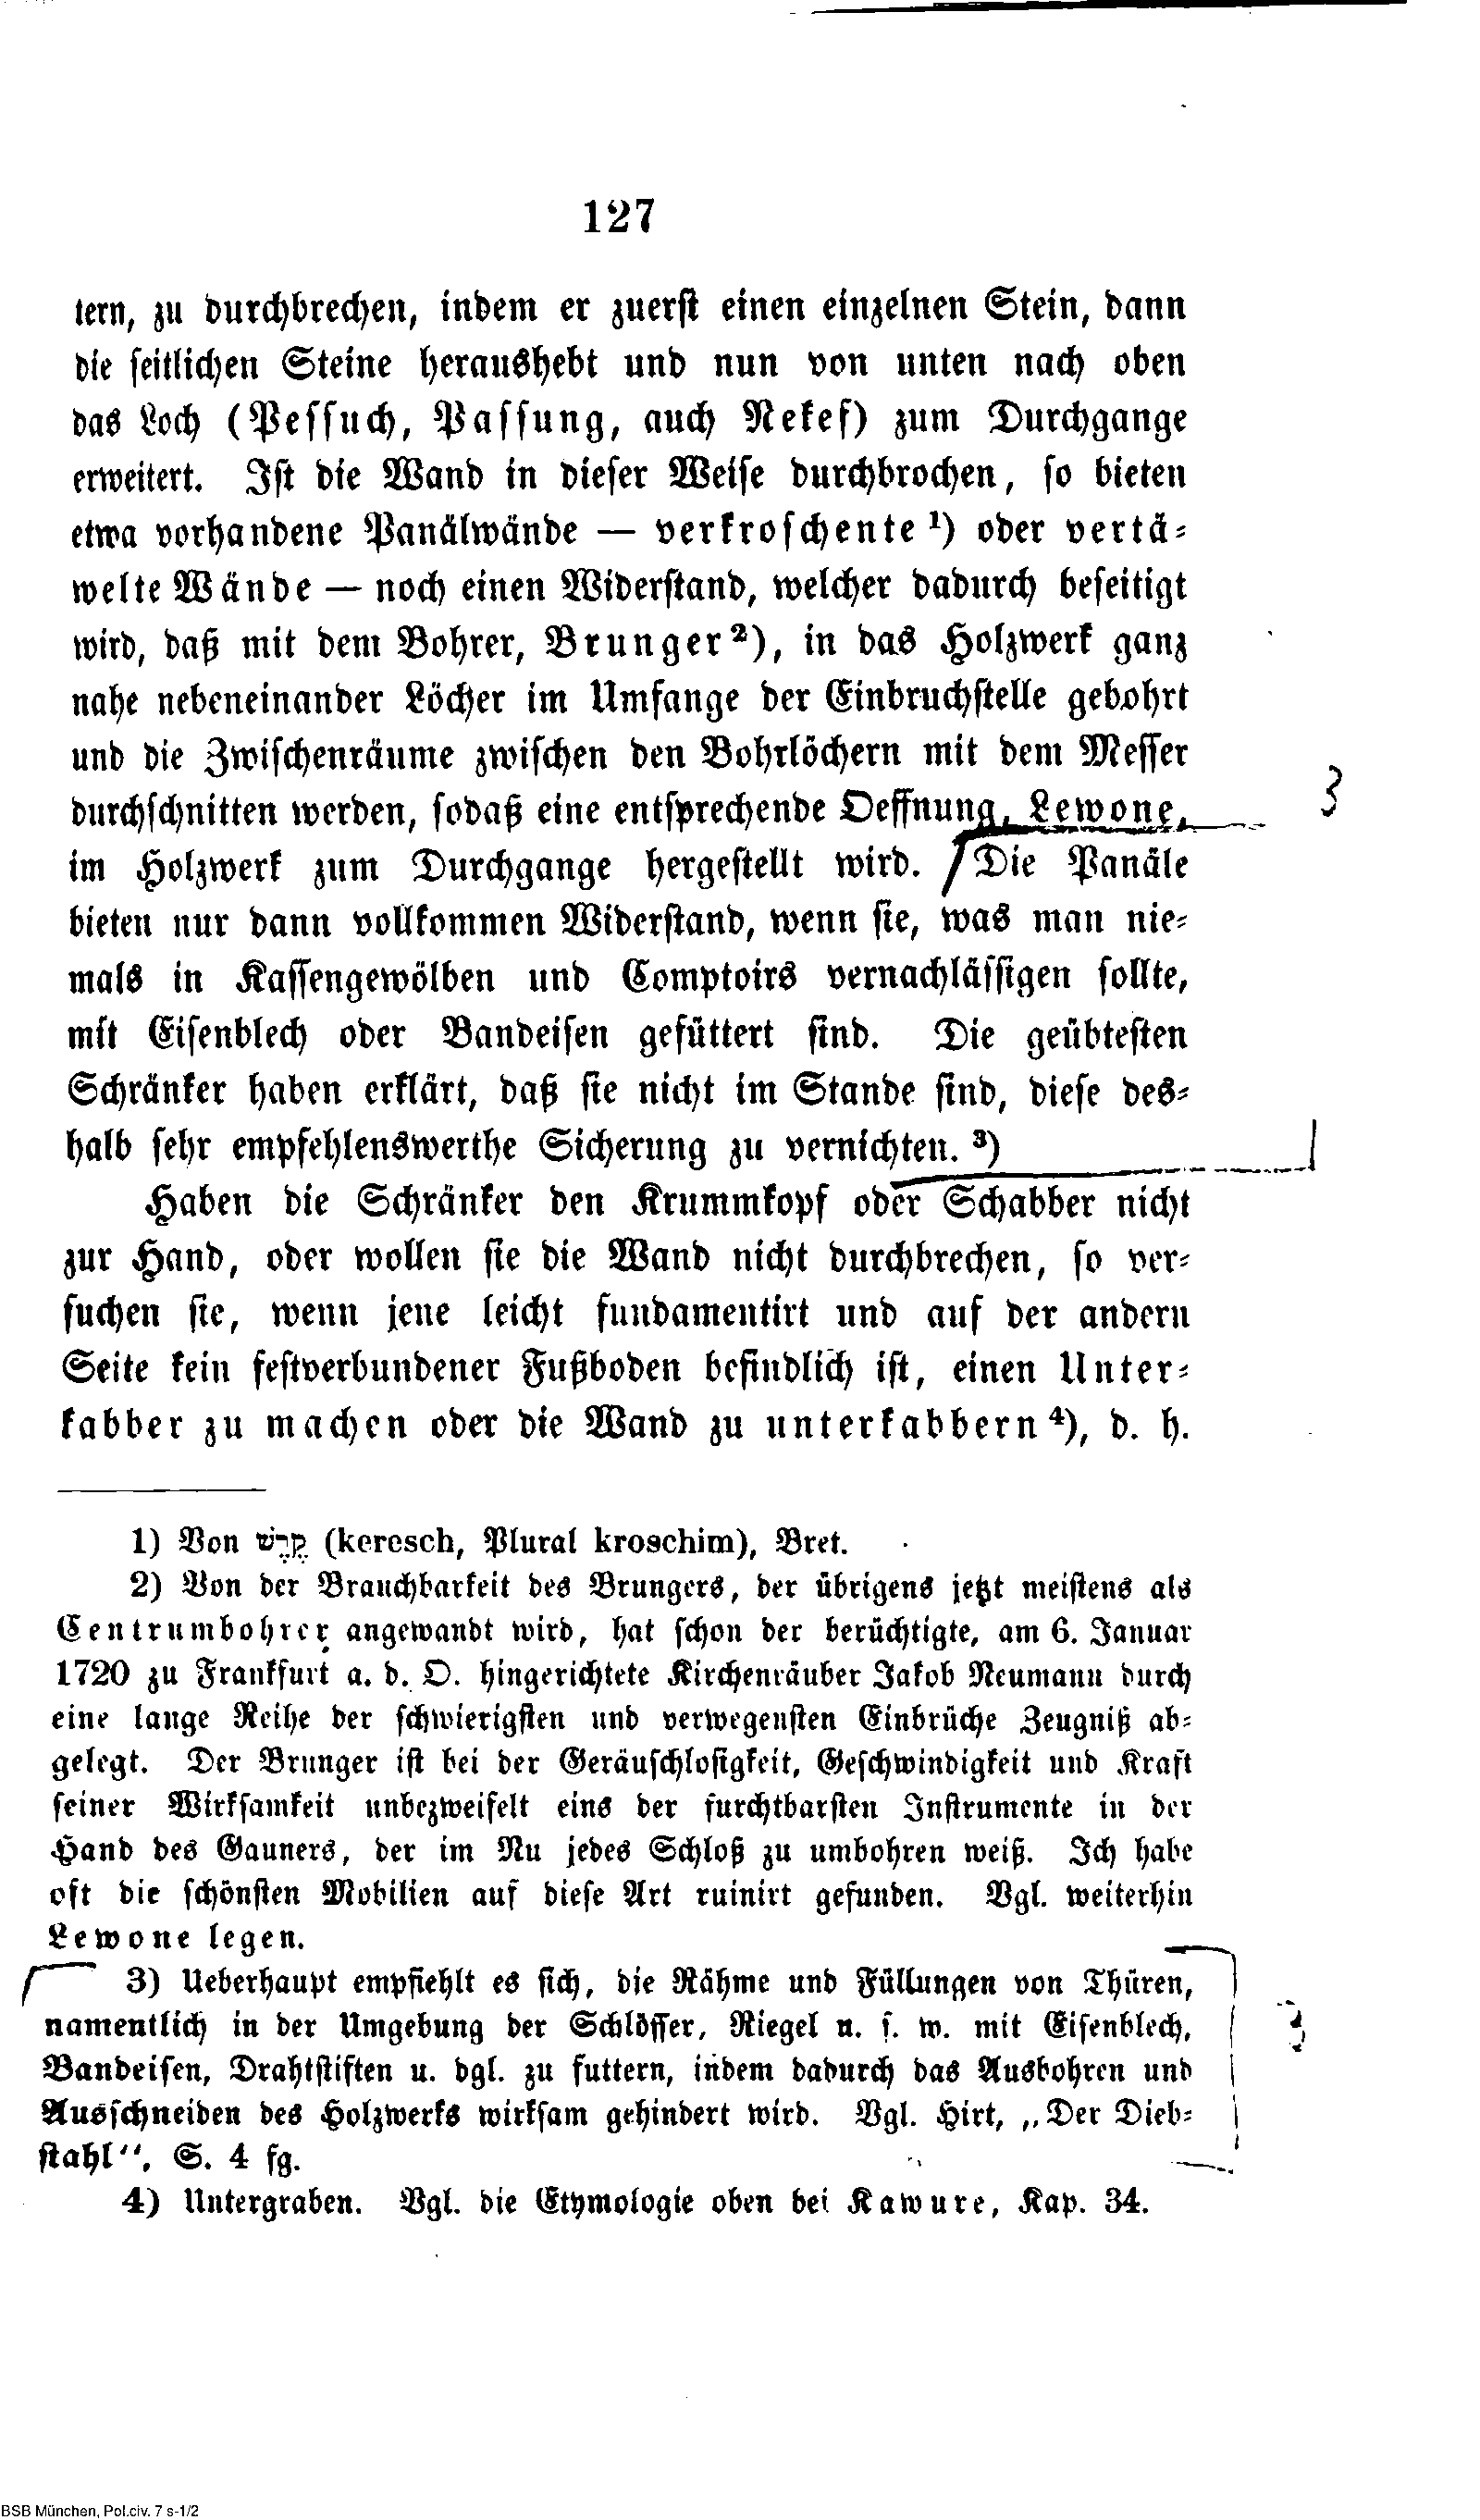 127
tern, zu durchbrechen, indem er zuerst einen einzelnen Stein, dann
die seitlichen Steine heraushebt und nun von unten nach oben
das Loch (Pessuch, Passung, auch Nekef) zum Durchgange
erweitert. Ist die Wand in dieser Weise durchbrochen, so bieten
etwa vorhandene Panälwände — verkroschente ¹) oder vertä-
welte Wände — noch einen Widerstand, welcher dadurch beseitigt
wird, daß mit dem Bohrer, Brunger ²), in das Holzwerk ganz
nahe nebeneinander Löcher im Umfange der Einbruchstelle gebohrt
und die Zwischenräume zwischen den Bohrlöchern mit dem Messer
durchschnitten werden, sodaß eine entsprechende Oeffnung, Lewone,
im Holzwerk zum Durchgange hergestellt wird. Die Panäle
bieten nur dann vollkommen Widerstand, wenn sie, was man nie-
mals in Kassengewölben und Comptoirs vernachlässigen sollte,
mit Eisenblech oder Bandeisen gefüttert sind. Die geübtesten
Schränker haben erklärt, daß sie nicht im Stande sind, diese des-
halb sehr empfehlenswerthe Sicherung zu vernichten. ³)
Haben die Schränker den Krummkopf oder Schabber nicht
zur Hand, oder wollen sie die Wand nicht durchbrechen, so ver-
suchen sie, wenn jene leicht fundamentirt und auf der andern
Seite kein festverbundener Fußboden befindlich ist, einen Unter-
kabber zu machen oder die Wand zu unterkabbern ⁴), d. h.
1) Von קֶרֶשׁ (keresch, Plural kroschim), Bret.
2) Von der Brauchbarkeit des Brungers, der übrigens jetzt meistens als
Centrumbohrer angewandt wird, hat schon der berüchtigte, am 6. Januar
1720 zu Frankfurt a. d. O. hingerichtete Kirchenräuber Jakob Neumann durch
eine lange Reihe der schwierigsten und verwegensten Einbrüche Zeugniß ab-
gelegt. Der Brunger ist bei der Geräuschlosigkeit, Geschwindigkeit und Kraft
seiner Wirksamkeit unbezweifelt eins der furchtbarsten Instrumente in der
Hand des Gauners, der im Nu jedes Schloß zu umbohren weiß. Ich habe
oft die schönsten Mobilien auf diese Art ruinirt gefunden. Vgl. weiterhin
Lewone legen.
3) Ueberhaupt empfiehlt es sich, die Rähme und Füllungen von Thüren,
namentlich in der Umgebung der Schlösser, Riegel u. s. w. mit Eisenblech,
Bandeisen, Drahtstiften u. dgl. zu futtern, indem dadurch das Ausbohren und
Ausschneiden des Holzwerks wirksam gehindert wird. Vgl. Hirt, „Der Dieb-
stahl“, S. 4 fg.
4) Untergraben. Vgl. die Etymologie oben bei Kawure, Kap. 34.
BSB München, Pol.civ. 7 s-1/2